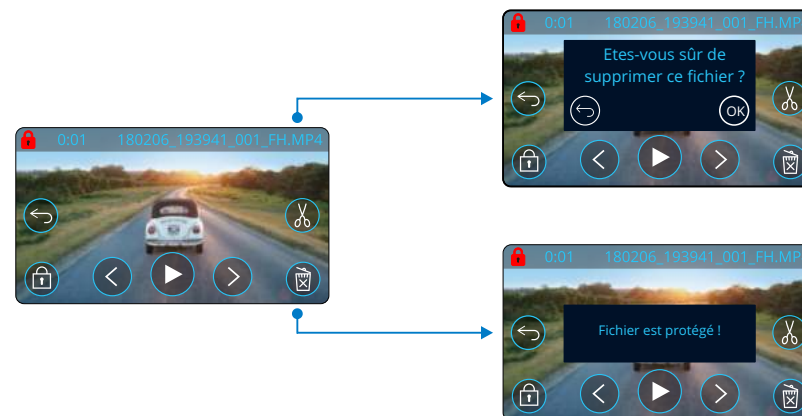 0:01 180206_193941_001_FH.MP4
0:01 180206_193941_001_FH.MP
Etes-vous sûr de
supprimer ce fichier ?
OK
0:01 180206_193941_001_FH.MP
Fichier est protégé !